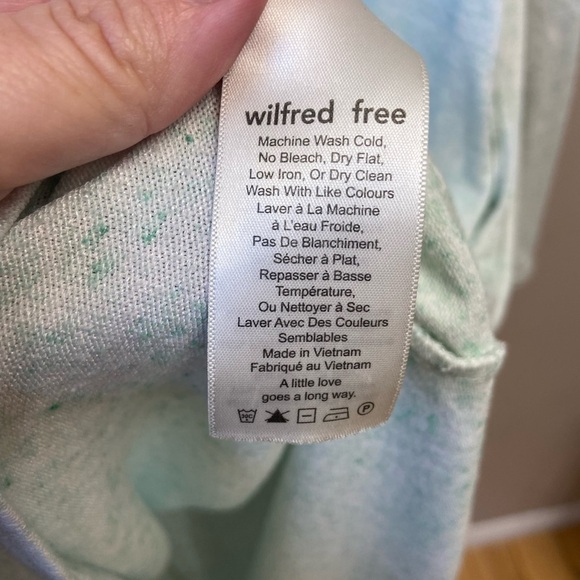 wilfred free
Machine Wash Cold,
No Bleach, Dry Flat,
Low Iron, Or Dry Clean
Wash With Like Colours
Laver à La Machine
à L'eau Froide,
Pas De Blanchiment,
Sécher à Plat,
Repasser à Basse
Température,
Ou Nettoyer à Sec
Laver Avec Des Couleurs
Semblables
Made in Vietnam
Fabriqué au Vietnam
A little love
goes a long way.
P